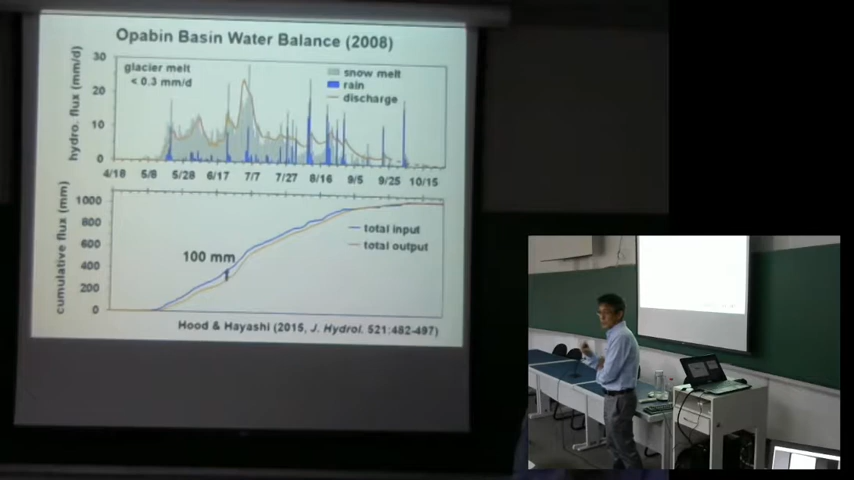 Opabin Basin Water Balance (2008)
hydro. flux (mm/d)
30
20
10
0
glacier melt
< 0.3 mm/d
snow melt
rain
discharge
4/18 5/8 5/28 6/17 7/7 7/27 8/16 9/5 9/25 10/15
cumulative flux (mm)
1000
800
600
400
200
0
100 mm
total input
total output
Hood & Hayashi (2015, J. Hydrol. 521:482-497)